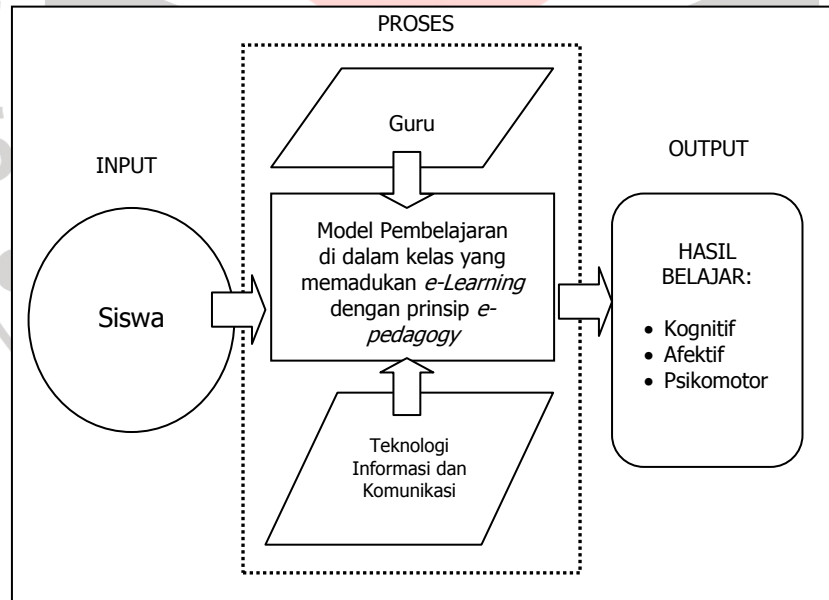 PROSES
INPUT
Siswa
Guru
Model Pembelajaran
di dalam kelas yang
memadukan e-Learning
dengan prinsip e-
pedagogy
Teknologi
Informasi dan
Komunikasi
OUTPUT
HASIL
BELAJAR:
• Kognitif
• Afektif
• Psikomotor